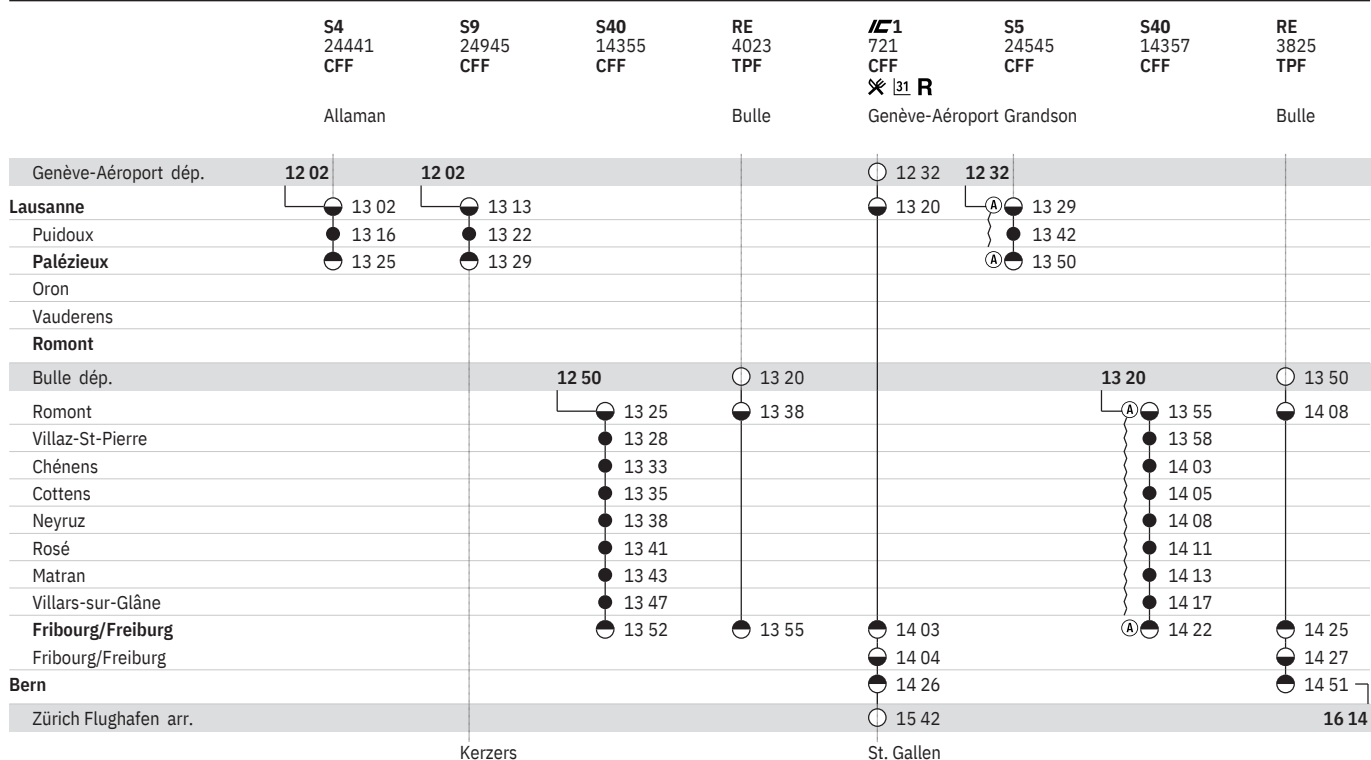 S4 S9 S40 RE IC1 S5 S40 RE
24441 24945 14355 4023 721 24545 14357 3825
CFF CFF CFF TPF CFF CFF CFF TPF
31 R
Allaman Bulle Genève-Aéroport Grandson Bulle
Genève-Aéroport dép. 12 02 12 02 12 32 12 32
Lausanne 13 02 13 13 13 20 A 13 29
Puidoux 13 16 13 22 13 42
Palézieux 13 25 13 29 A 13 50
Oron
Vauderens
Romont
Bulle dép. 12 50 13 20 13 20 13 50
Romont 13 25 13 38 A 13 55 14 08
Villaz-St-Pierre 13 28 13 58
Chénens 13 33 14 03
Cottens 13 35 14 05
Neyruz 13 38 14 08
Rosé 13 41 14 11
Matran 13 43 14 13
Villars-sur-Glâne 13 47 14 17
Fribourg/Freiburg 13 52 13 55 14 03 A 14 22 14 25
Fribourg/Freiburg 14 04 14 27
Bern 14 26 14 51
Zürich Flughafen arr. 15 42 16 14
Kerzers St. Gallen